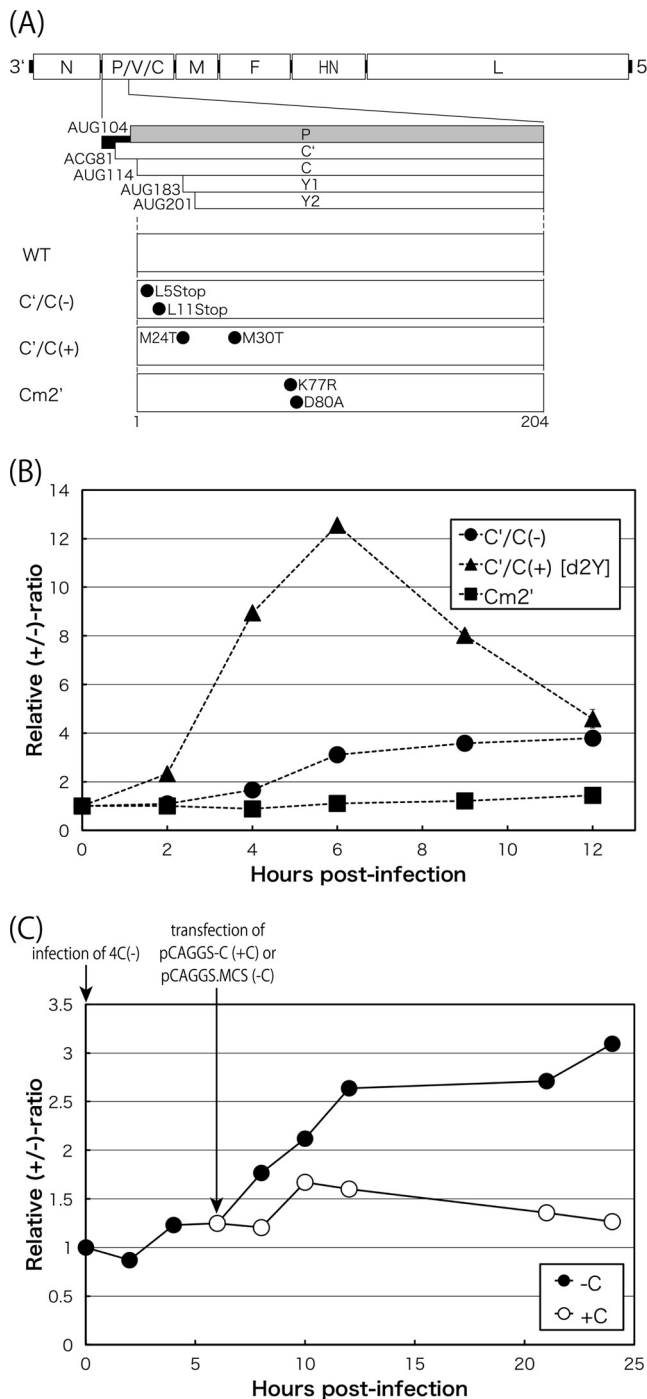 (A)
3‘ N P/V/C M F HN L 5
AUG104 P
ACG81 C‘
AUG114 C
AUG183 Y1
AUG201 Y2
WT
C‘/C(-) L5Stop
L11Stop
C’/C(+) M24T M30T
Cm2’ K77R
D80A
1 204
(B)
14
12
10
8
6
4
2
0
Relative (+/-)-ratio
C'/C(-)
C'/C(+) [d2Y]
Cm2'
0 2 4 6 8 10 12
Hours post-infection
(C)
infection of 4C(-)
transfection of
pCAGGS-C (+C) or
pCAGGS.MCS (-C)
3.5
3
2.5
2
1.5
1
0.5
0
Relative (+/-)-ratio
-C
+C
0 5 10 15 20 25
Hours post-infection